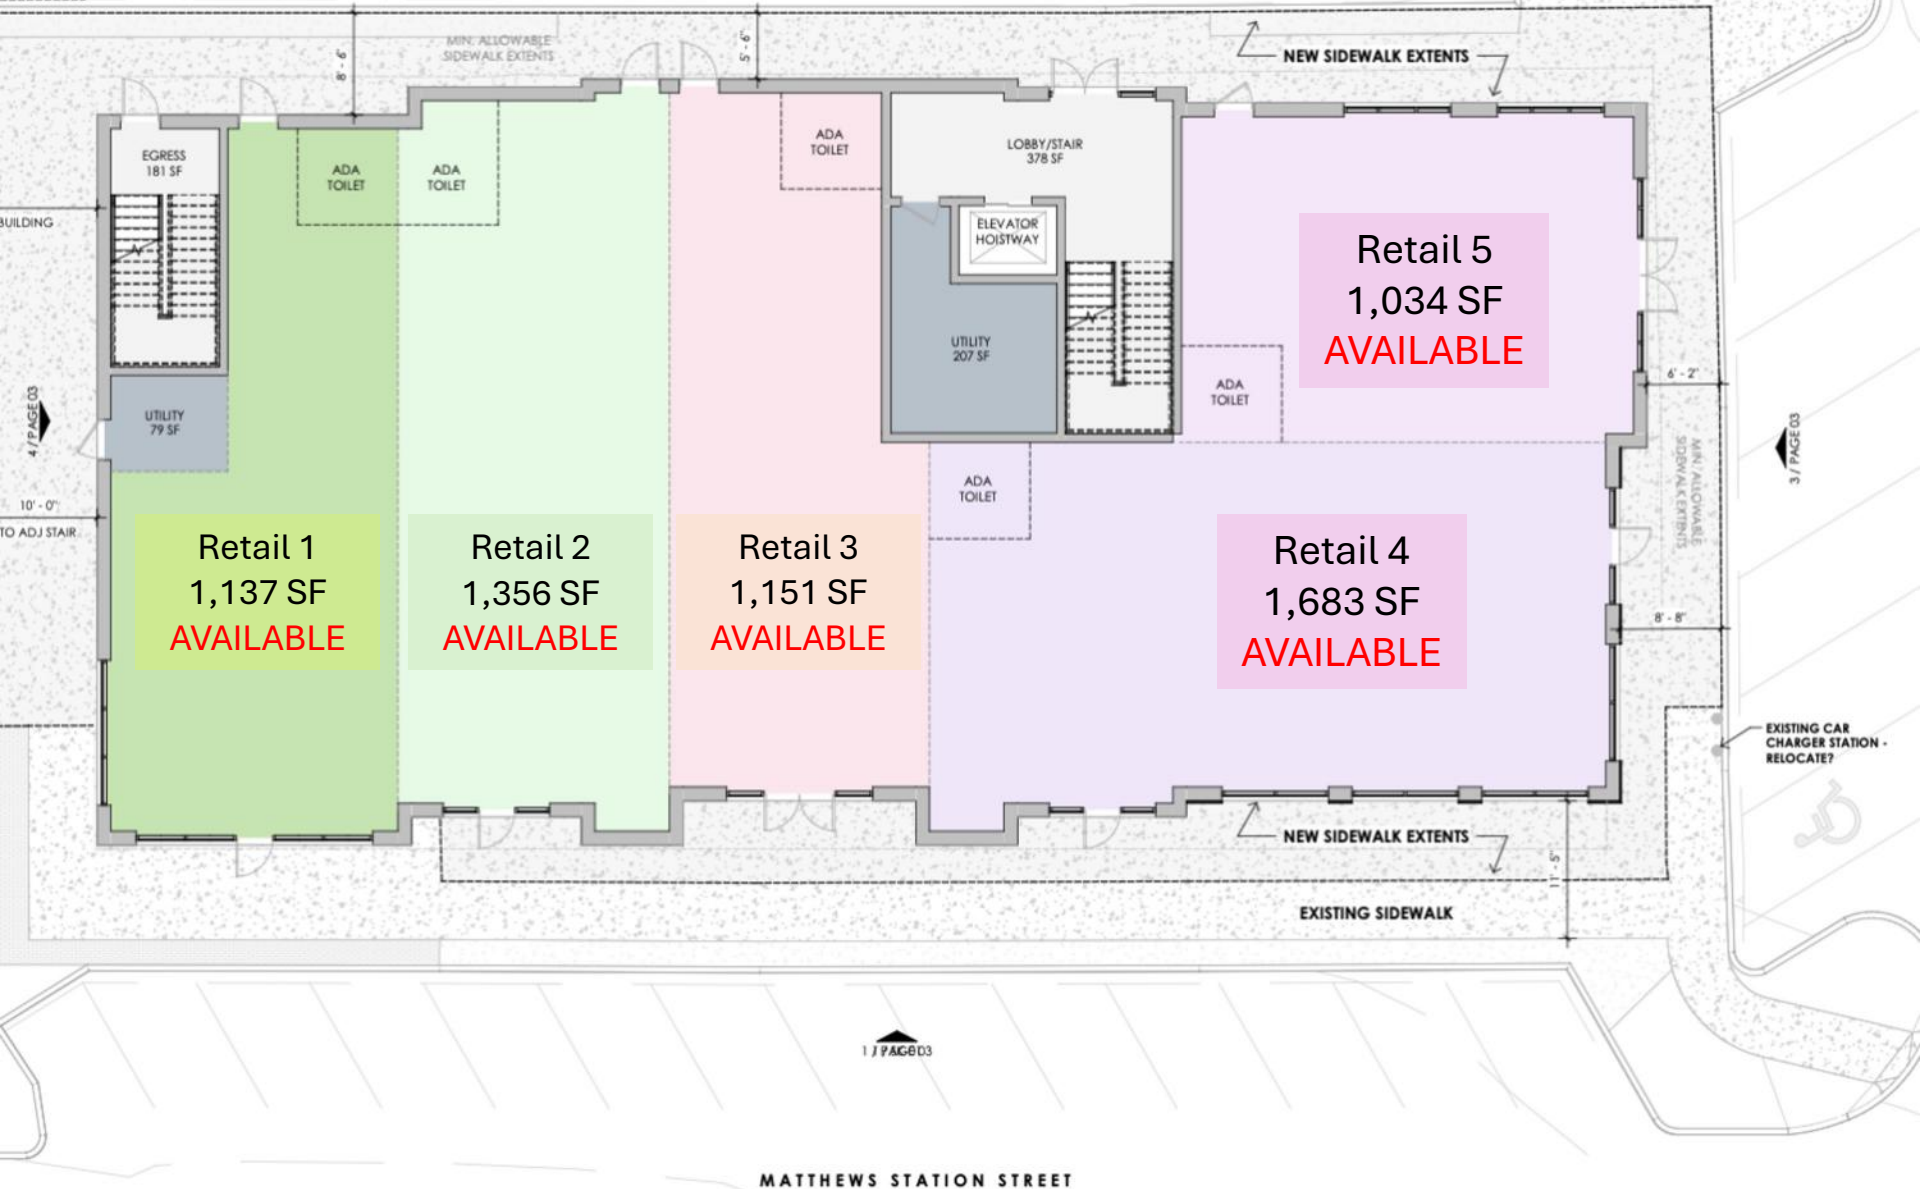 MIN. ALLOWABLE
SIDEWALK EXTENTS
8' - 6"
5' - 6"
NEW SIDEWALK EXTENTS
EGRESS
181 SF
ADA
TOILET
ADA
TOILET
ADA
TOILET
LOBBY/STAIR
378 SF
BUILDING
ELEVATOR
HOISTWAY
Retail 5
1,034 SF
AVAILABLE
UTILITY
207 SF
ADA
TOILET
6' - 2"
UTILITY
79 SF
4 / PAGE 03
3 / PAGE 03
MIN. ALLOWABLE
SIDEWALK EXTENTS
ADA
TOILET
10' - 0"
TO ADJ STAIR
Retail 1
1,137 SF
AVAILABLE
Retail 2
1,356 SF
AVAILABLE
Retail 3
1,151 SF
AVAILABLE
Retail 4
1,683 SF
AVAILABLE
8' - 8"
EXISTING CAR
CHARGER STATION -
RELOCATE?
NEW SIDEWALK EXTENTS
11' - 5"
EXISTING SIDEWALK
MATTHEWS STATION STREET